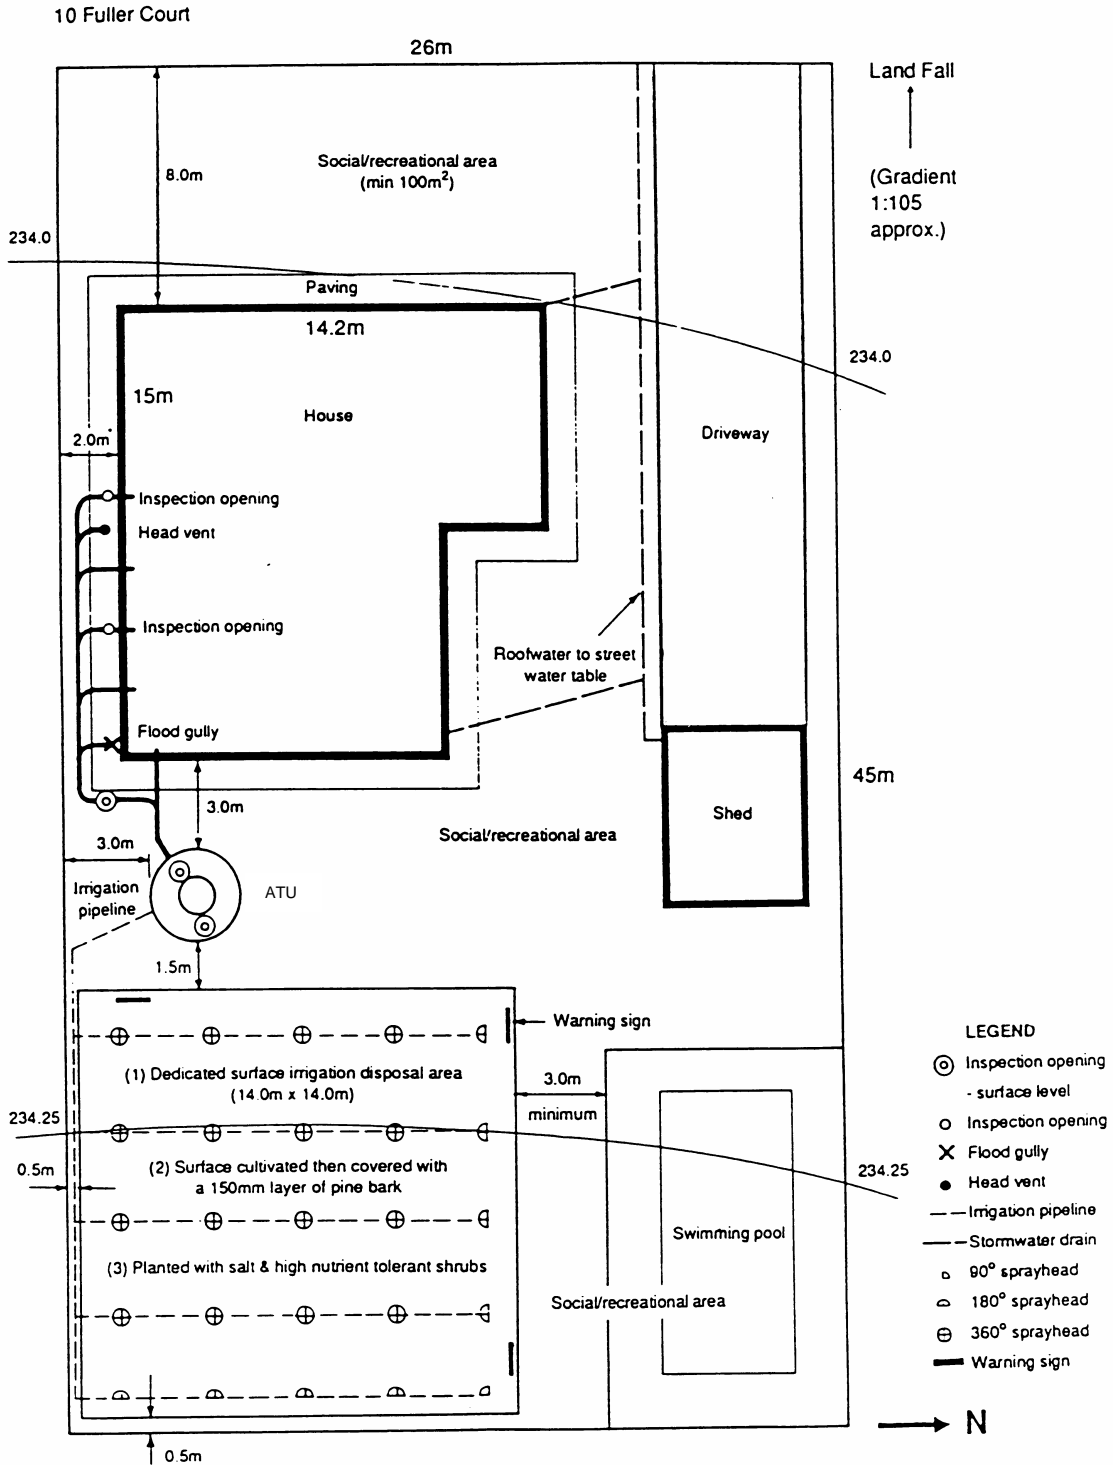 10 Fuller Court
26m
Land Fall
(Gradient
1:105
approx.)
8.0m
Social/recreational area
(min 100m²)
234.0
Paving
14.2m
234.0
15m
House
Driveway
2.0m
Inspection opening
Head vent
Inspection opening
Roofwater to street
water table
Flood gully
45m
3.0m
Shed
Social/recreational area
3.0m
Irrigation
pipeline
ATU
1.5m
Warning sign
(1) Dedicated surface irrigation disposal area
(14.0m x 14.0m)
3.0m
minimum
234.25
0.5m
(2) Surface cultivated then covered with
a 150mm layer of pine bark
234.25
Swimming pool
(3) Planted with salt & high nutrient tolerant shrubs
Social/recreational area
0.5m
LEGEND
Inspection opening
- surface level
Inspection opening
Flood gully
Head vent
Irrigation pipeline
Stormwater drain
90° sprayhead
180° sprayhead
360° sprayhead
Warning sign
N